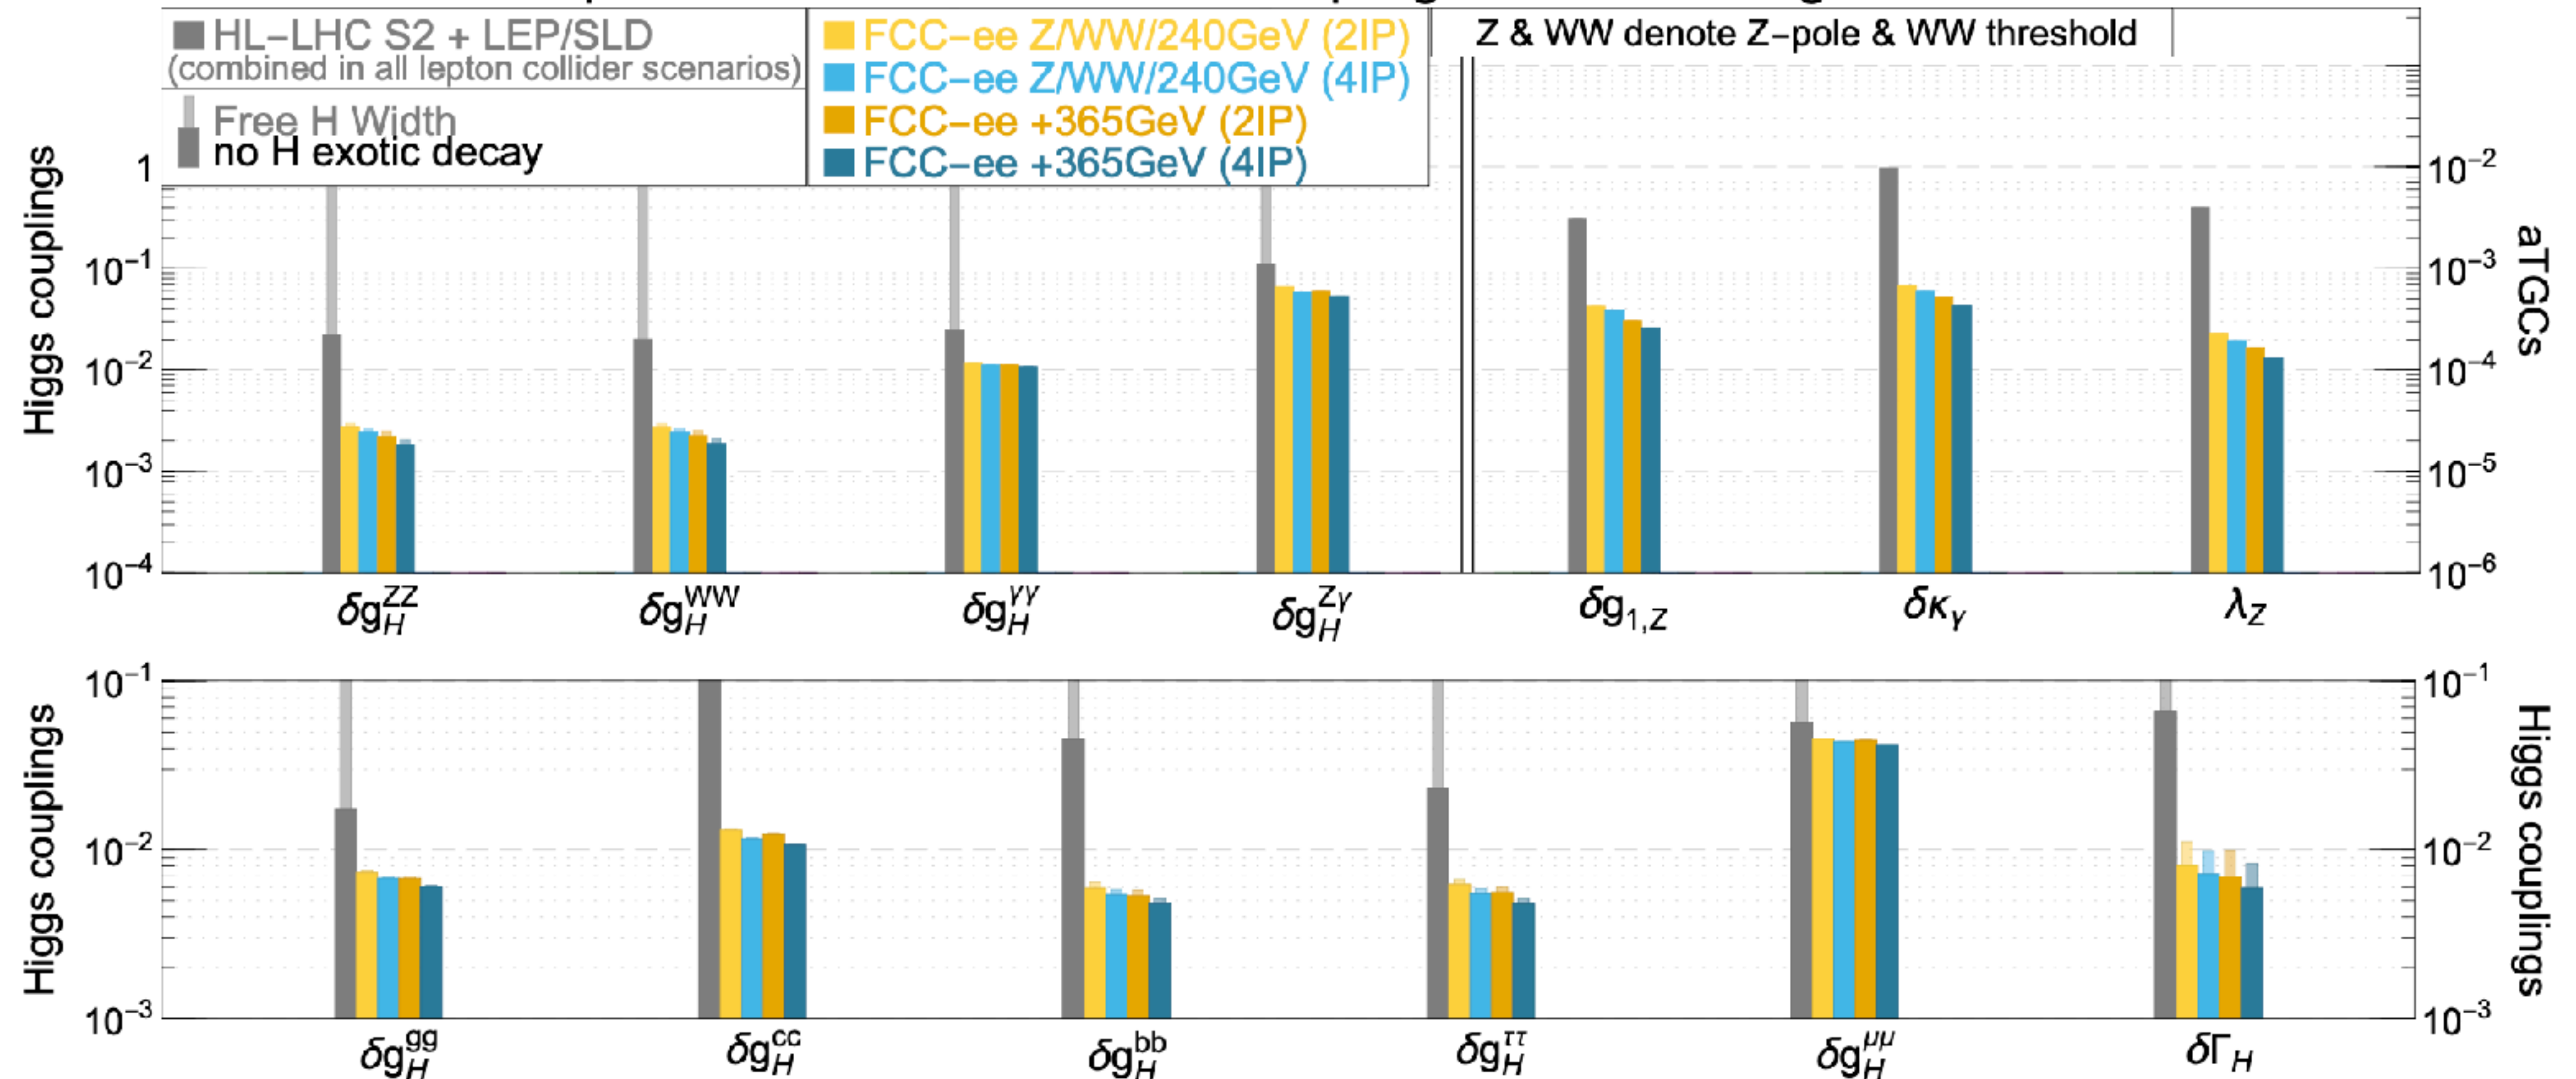 HL-LHC S2 + LEP/SLD
(combined in all lepton collider scenarios)
Free H Width
no H exotic decay
FCC-ee Z/WW/240GeV (2IP)
FCC-ee Z/WW/240GeV (4IP)
FCC-ee +365GeV (2IP)
FCC-ee +365GeV (4IP)
Z & WW denote Z-pole & WW threshold
Higgs couplings
1
10⁻¹
10⁻²
10⁻³
10⁻⁴
aTGCs
10⁻²
10⁻³
10⁻⁴
10⁻⁵
10⁻⁶
δg_H^ZZ δg_H^WW δg_H^γγ δg_H^Zγ δg_1,Z δκ_γ λ_Z
Higgs couplings
10⁻¹
10⁻²
10⁻³
Higgs couplings
10⁻¹
10⁻²
10⁻³
δg_H^gg δg_H^cc δg_H^bb δg_H^ττ δg_H^μμ δΓ_H